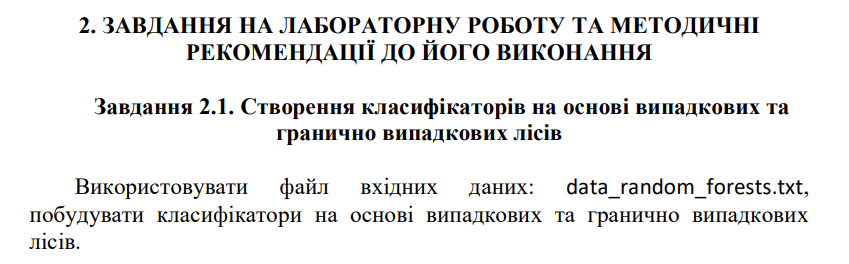 2. ЗАВДАННЯ НА ЛАБОРАТОРНУ РОБОТУ ТА МЕТОДИЧНІ
РЕКОМЕНДАЦІЇ ДО ЙОГО ВИКОНАННЯ
Завдання 2.1. Створення класифікаторів на основі випадкових та
гранично випадкових лісів
Використовувати файл вхідних даних: data_random_forests.txt,
побудувати класифікатори на основі випадкових та гранично випадкових
лісів.